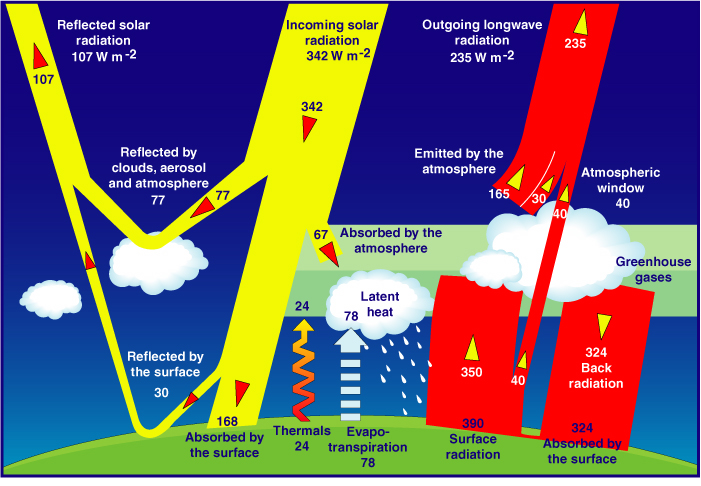 Reflected solar
radiation
107 W m-2
Incoming solar
radiation
342 W m-2
Outgoing longwave
radiation
235 W m-2
107
342
235
Reflected by
clouds, aerosol
and atmosphere
77
77
Emitted by the
atmosphere
165
30
40
Atmospheric
window
40
67
Absorbed by the
atmosphere
Greenhouse
gases
24
Latent
heat
78
Reflected by
the surface
30
350
40
324
Back
radiation
168
Absorbed by
the surface
Thermals
24
Evapo-
transpiration
78
390
Surface
radiation
324
Absorbed by
the surface